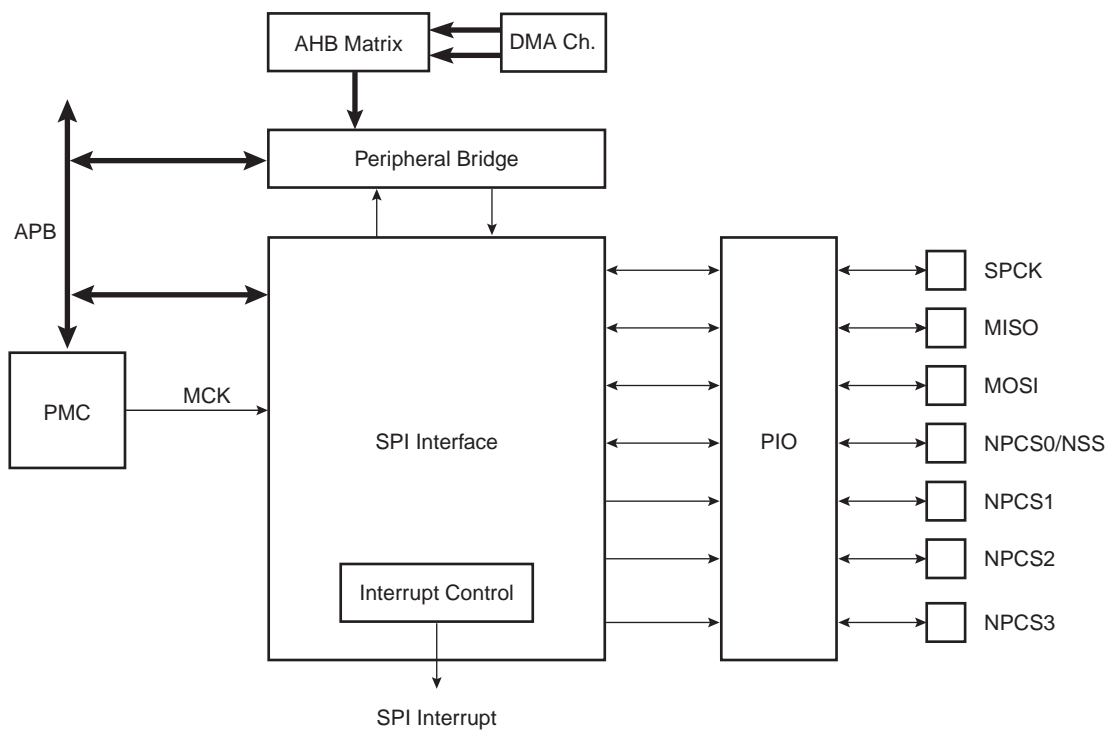 AHB Matrix
DMA Ch.
Peripheral Bridge
APB
PMC
MCK
SPI Interface
PIO
SPCK
MISO
MOSI
NPCS0/NSS
NPCS1
NPCS2
NPCS3
Interrupt Control
SPI Interrupt